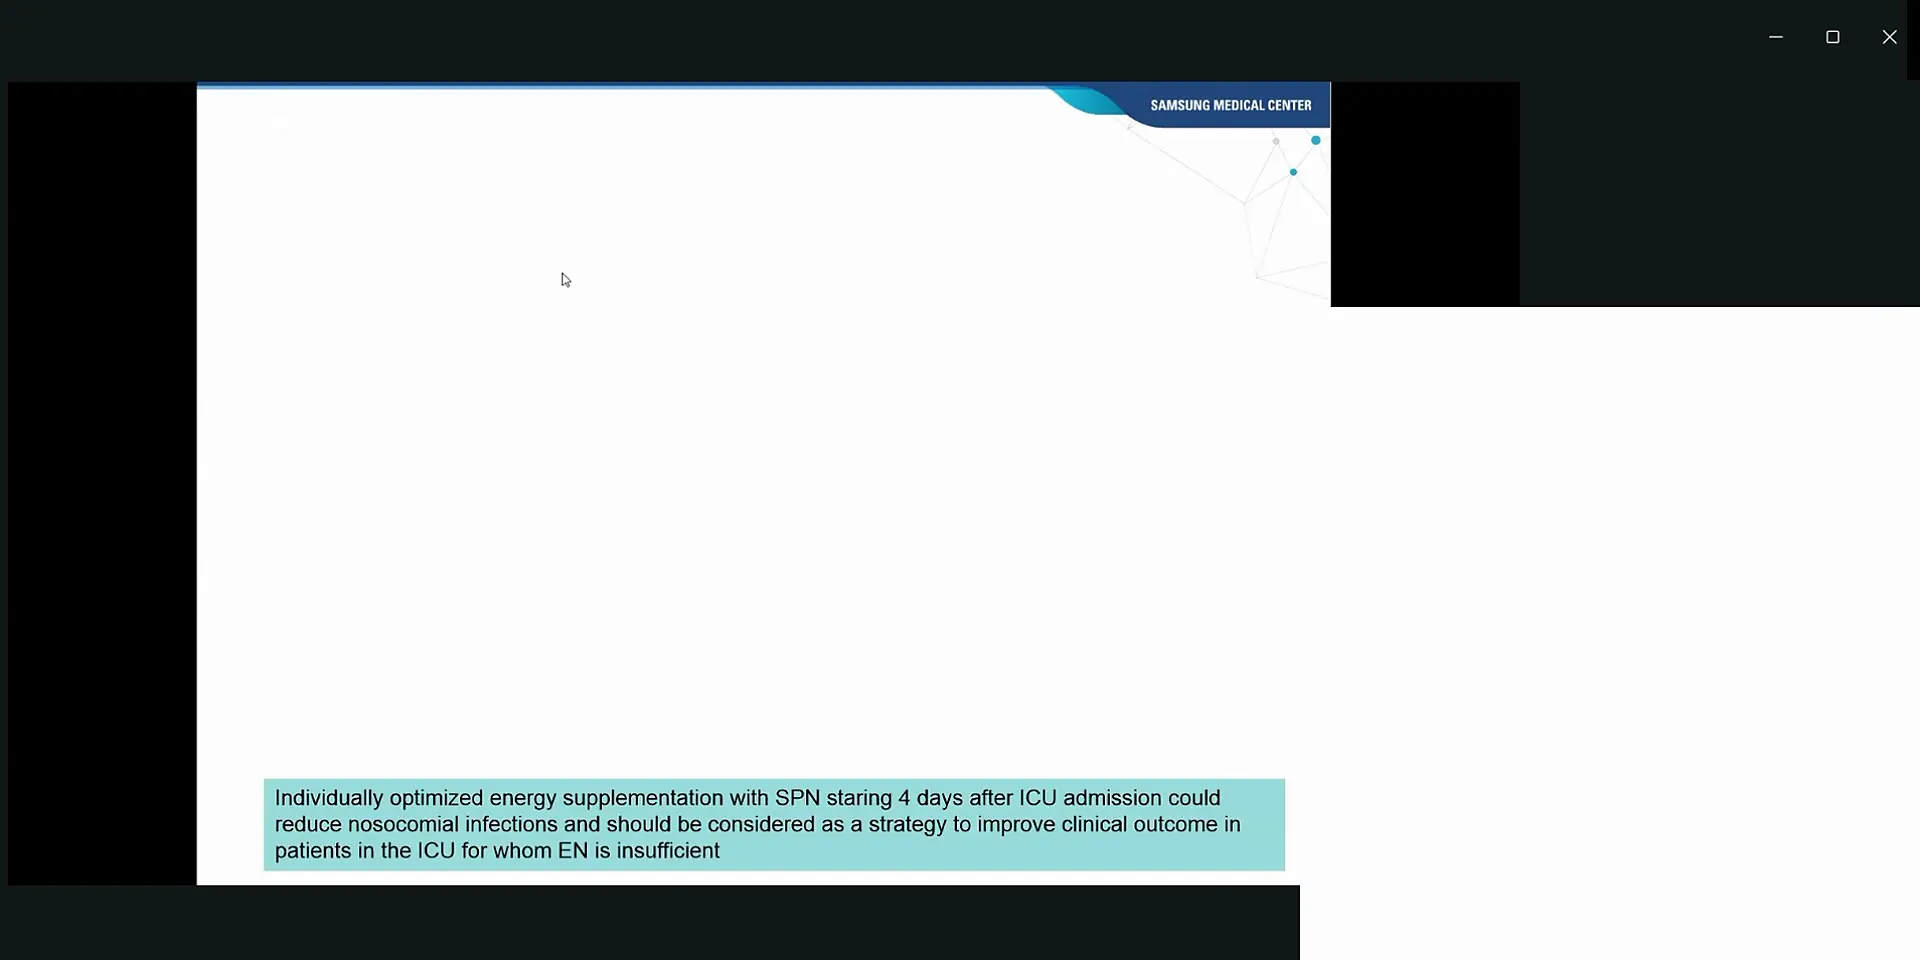 SAMSUNG MEDICAL CENTER
Individually optimized energy supplementation with SPN staring 4 days after ICU admission could
reduce nosocomial infections and should be considered as a strategy to improve clinical outcome in
patients in the ICU for whom EN is insufficient